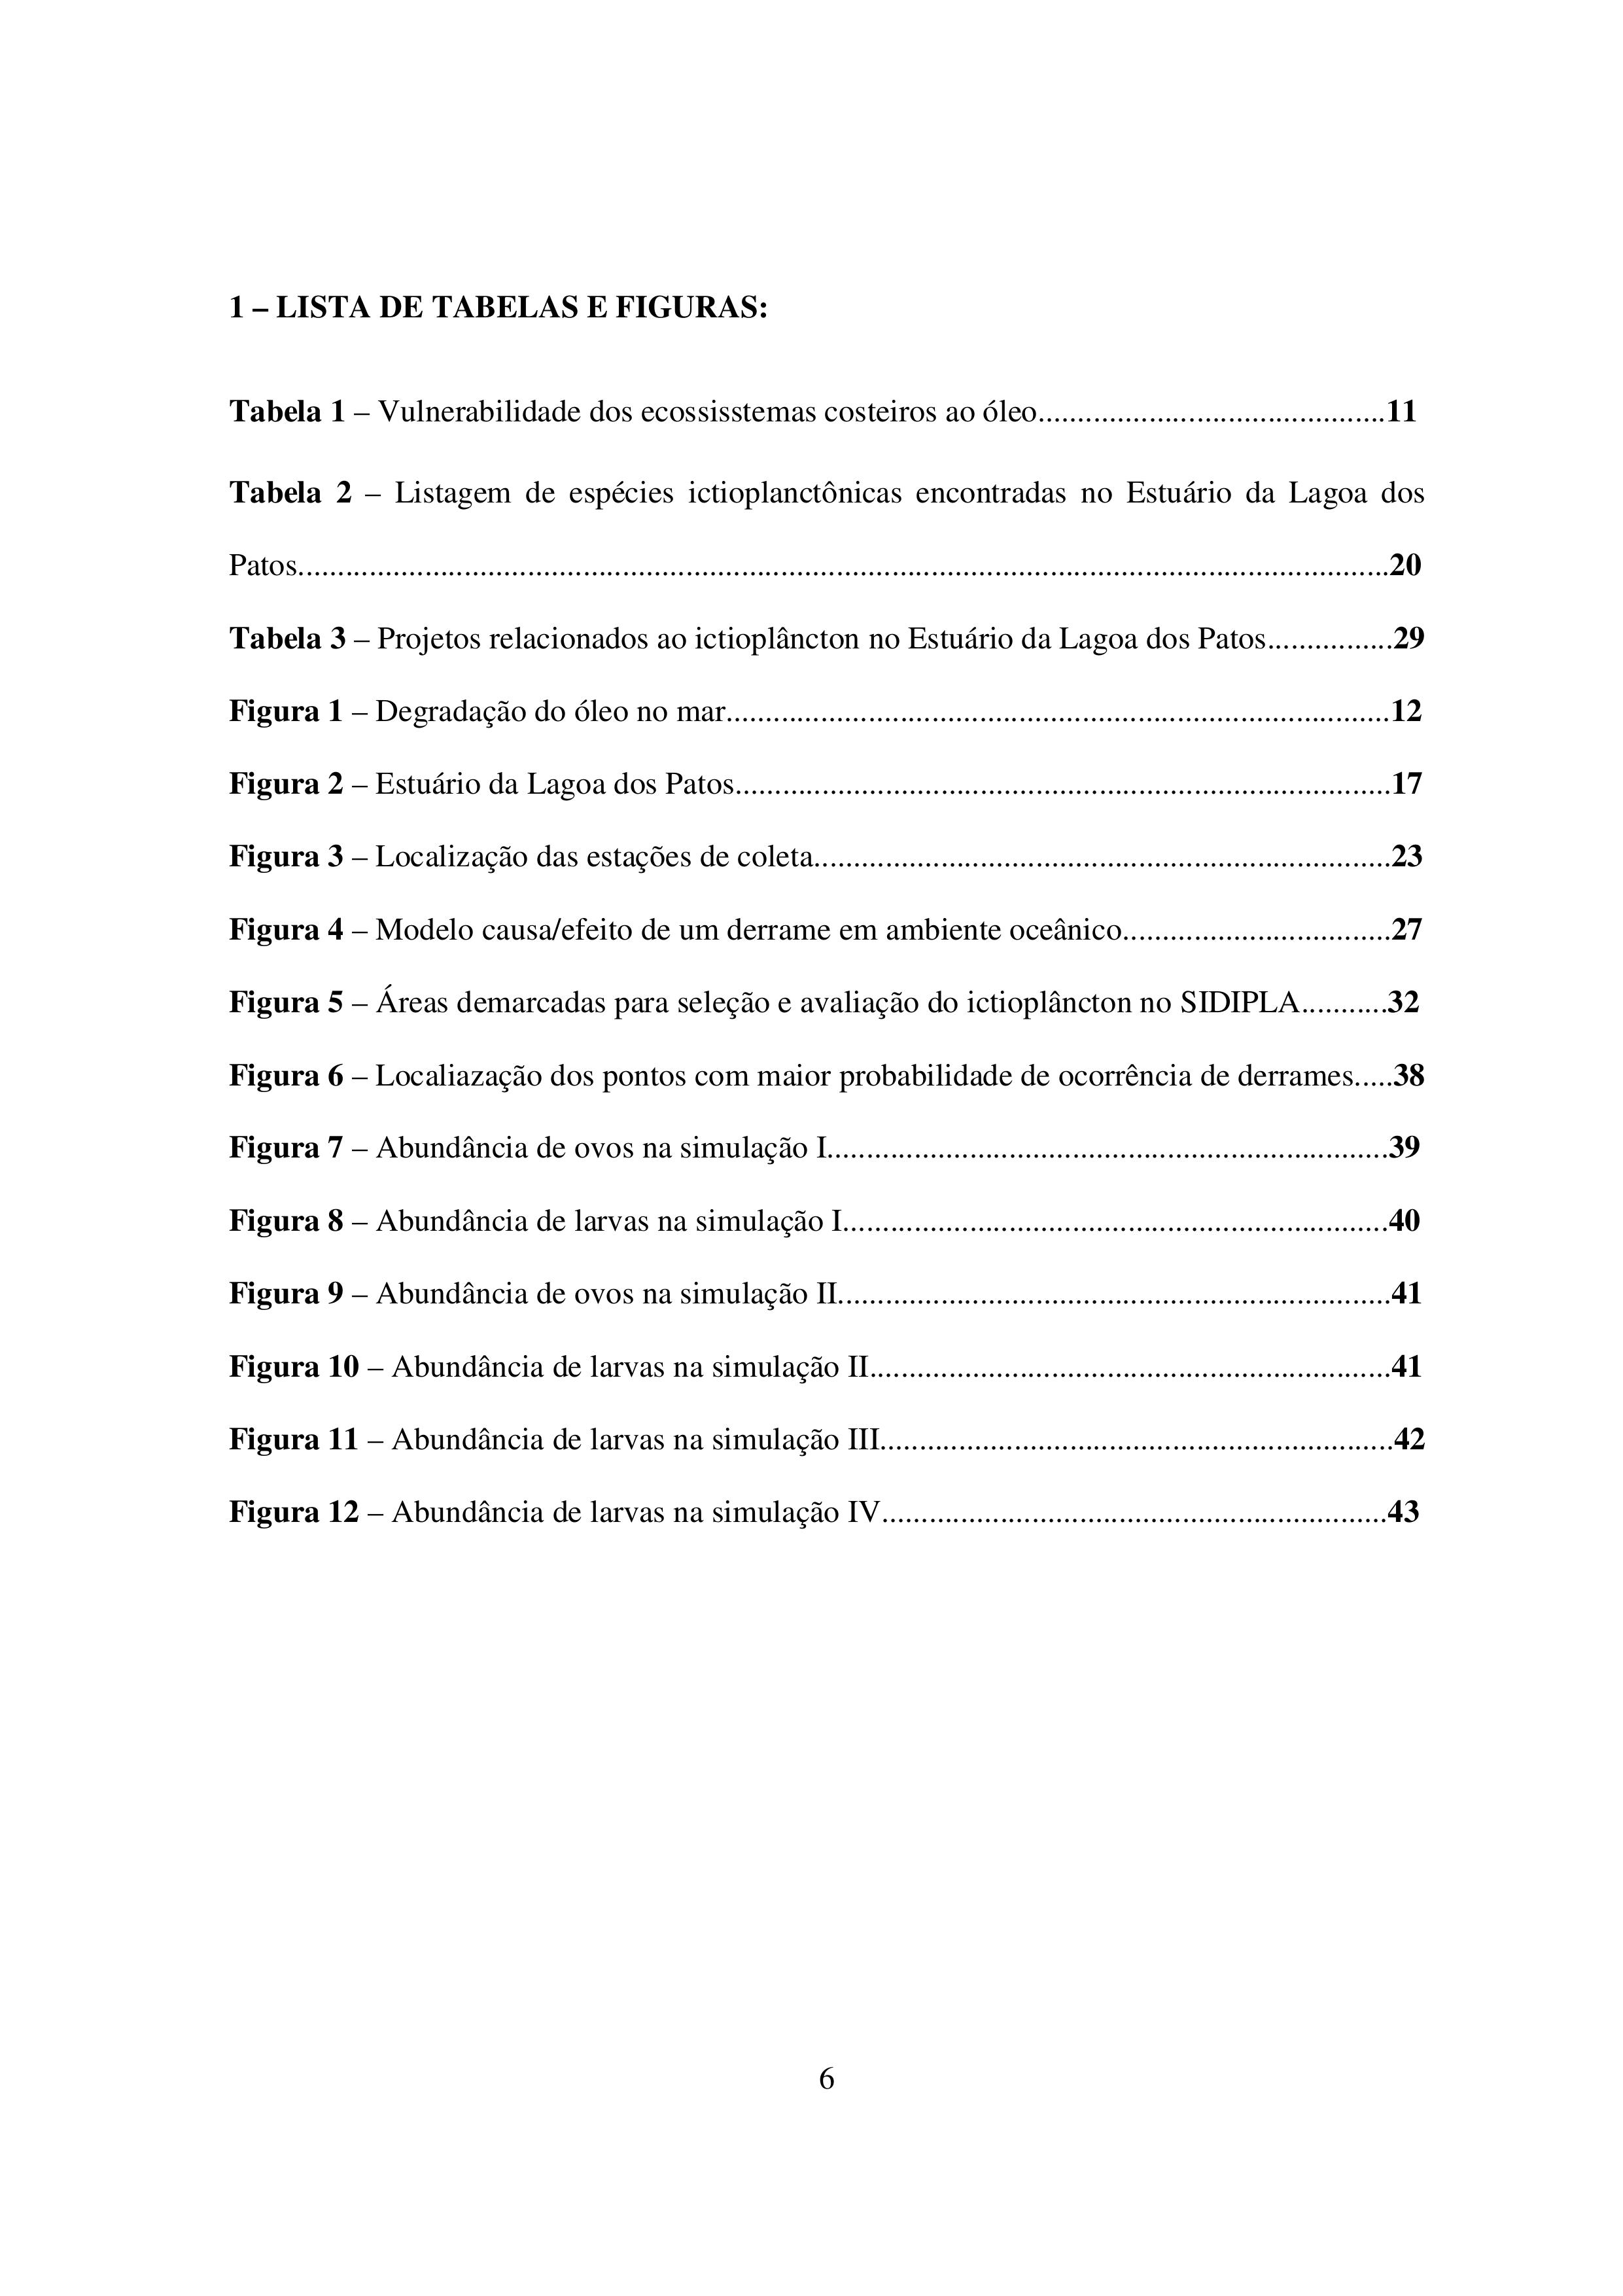 1 – LISTA DE TABELAS E FIGURAS:
Tabela 1 – Vulnerabilidade dos ecossisstemas costeiros ao óleo............................................11
Tabela 2 – Listagem de espécies ictioplanctônicas encontradas no Estuário da Lagoa dos
Patos..........................................................................................................................................20
Tabela 3 – Projetos relacionados ao ictioplâncton no Estuário da Lagoa dos Patos................29
Figura 1 – Degradação do óleo no mar....................................................................................12
Figura 2 – Estuário da Lagoa dos Patos...................................................................................17
Figura 3 – Localização das estações de coleta.........................................................................23
Figura 4 – Modelo causa/efeito de um derrame em ambiente oceânico..................................27
Figura 5 – Áreas demarcadas para seleção e avaliação do ictioplâncton no SIDIPLA...........32
Figura 6 – Localiazação dos pontos com maior probabilidade de ocorrência de derrames.....38
Figura 7 – Abundância de ovos na simulação I.......................................................................39
Figura 8 – Abundância de larvas na simulação I.....................................................................40
Figura 9 – Abundância de ovos na simulação II......................................................................41
Figura 10 – Abundância de larvas na simulação II..................................................................41
Figura 11 – Abundância de larvas na simulação III.................................................................42
Figura 12 – Abundância de larvas na simulação IV................................................................43
6